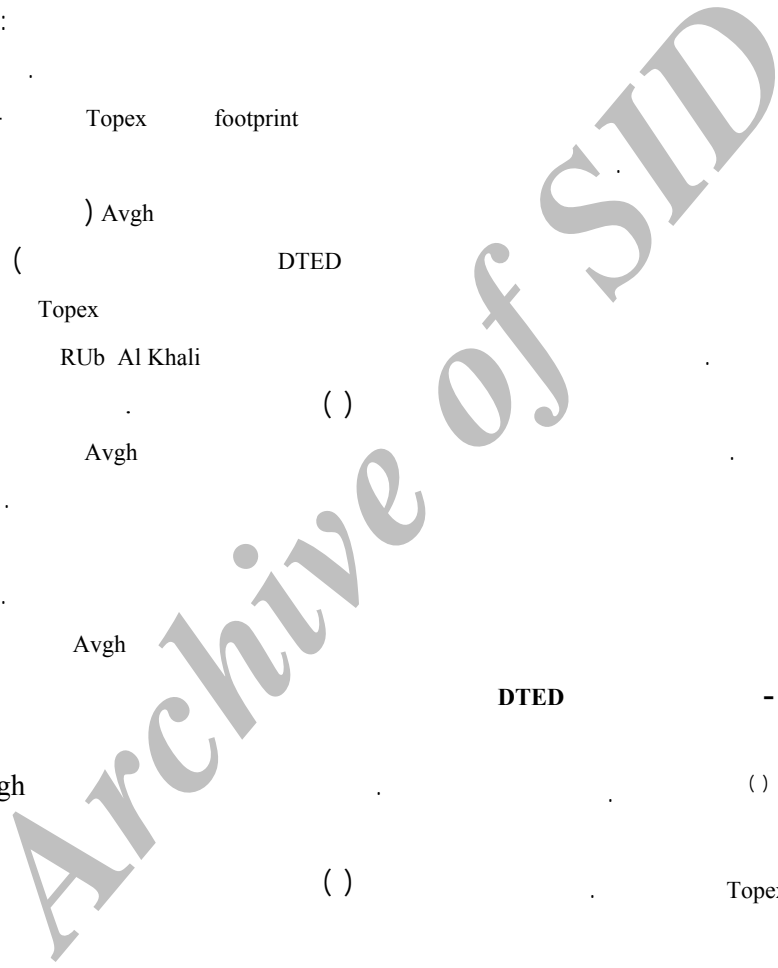 :
.
. Topex footprint
.
) Avgh
( DTED
Topex
RUb Al Khali .
. ( )
Avgh .
.
.
Avgh
DTED -
gh . . ( )
( ) . Topex
Archive of SID